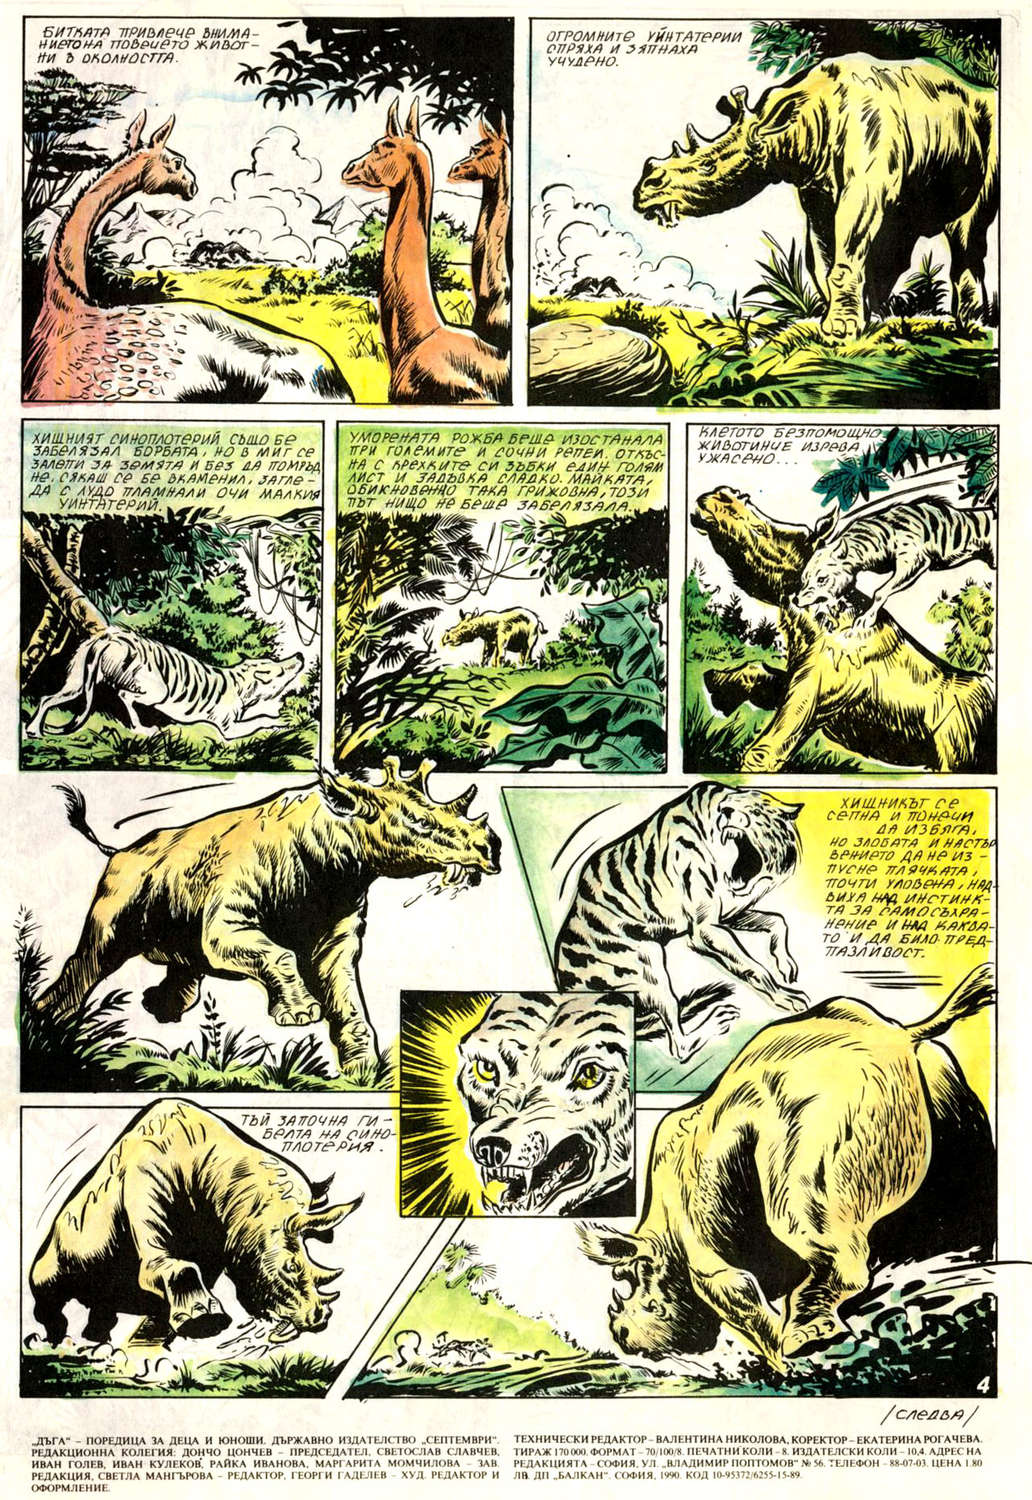 БИТКАТА ПРИВЛЕЧЕ ВНИМА-
НИЕТО НА ПОВЕЧЕТО ЖИВОТ-
НИ В ОКОЛНОСТТА.
ОГРОМНИТЕ УИНТАТЕРИИ
СПРЯХА И ЗЯПНАХА
УЧУДЕНО.
ХИЩНИЯТ СИНОПЛОТЕРИЙ СЪЩО БЕ
ЗАБЕЛЯЗАЛ БОРБАТА, НО В МИГ СЕ
ЗАЛЕПИ ЗА ЗЕМЯТА И БЕЗ ДА ПОМРЪД
НЕ, СЯКАШ СЕ БЕ ВКАМЕНИЛ, ЗАГЛЕ-
ДА С ЛУДО ПЛАМНАЛИ ОЧИ МАЛКИЯ
УИНТАТЕРИЙ.
УМОРЕНАТА РОЖБА БЕШЕ ИЗОСТАНАЛА
ПРИ ГОЛЕМИТЕ И СОЧНИ РЕПЕИ. ОТКЪС-
НА С КРЕХКИТЕ СИ ЗЪБКИ ЕДИН ГОЛЯМ
ЛИСТ И ЗАДЪВКА СЛАДКО. МАЙКАТА,
ОБИКНОВЕННО ТАКА ГРИЖОВНА, ТОЗИ
ПЪТ НИЩО НЕ БЕШЕ ЗАБЕЛЯЗАЛА.
КЛЕТОТО БЕЗПОМОЩНО
ЖИВОТИНЧЕ ИЗРЕВА
УЖАСЕНО...
ХИЩНИКЪТ СЕ
СЕПНА И ПОНЕЧИ
ДА ИЗБЯГА,
НО ЗЛОБАТА И НАСТЪР
ВЕНИЕТО ДА НЕ ИЗ-
ПУСНЕ ПЛЯЧКАТА,
ПОЧТИ УЛОВЕНА, НАД-
ВИХА НАД ИНСТИНК-
ТА ЗА САМОСЪХРА-
НЕНИЕ И НАД КАКВА-
ТО И ДА БИЛО ПРЕД-
ПАЗЛИВОСТ.
ТЪЙ ЗАПОЧНА ГИ-
БЕЛТА НА СИНО-
ПЛОТЕРИЯ.
4
/СЛЕДВА/
„ДЪГА“ – ПОРЕДИЦА ЗА ДЕЦА И ЮНОШИ. ДЪРЖАВНО ИЗДАТЕЛСТВО „СЕПТЕМВРИ“.
РЕДАКЦИОННА КОЛЕГИЯ: ДОНЧО ЦОНЧЕВ – ПРЕДСЕДАТЕЛ, СВЕТОСЛАВ СЛАВЧЕВ,
ИВАН ГОЛЕВ, ИВАН КУЛЕКОВ, РАЙКА ИВАНОВА, МАРГАРИТА МОМЧИЛОВА – ЗАВ.
РЕДАКЦИЯ, СВЕТЛА МАНГЪРОВА – РЕДАКТОР, ГЕОРГИ ГАДЕЛЕВ – ХУД. РЕДАКТОР И
ОФОРМЛЕНИЕ.
ТЕХНИЧЕСКИ РЕДАКТОР – ВАЛЕНТИНА НИКОЛОВА, КОРЕКТОР – ЕКАТЕРИНА РОГАЧЕВА.
ТИРАЖ 170 000. ФОРМАТ – 70/100/8. ПЕЧАТНИ КОЛИ – 8. ИЗДАТЕЛСКИ КОЛИ – 10,4. АДРЕС НА
РЕДАКЦИЯТА – СОФИЯ, УЛ. „ВЛАДИМИР ПОПТОМОВ“ № 56. ТЕЛЕФОН – 88-07-03. ЦЕНА 1.80
ЛВ. ДП „БАЛКАН“. СОФИЯ, 1990. КОД 10-95372/6255-15-89.